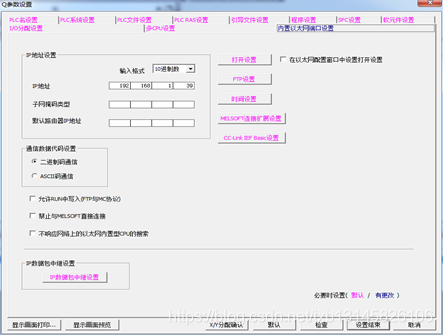 Q参数设置
PLC名设置 PLC系统设置 PLC文件设置 PLC RAS设置 引导文件设置 程序设置 SFC设置 软元件设置
I/O分配设置 多CPU设置 内置以太网端口设置
IP地址设置
输入格式 10进制数
IP地址 192 168 1 39
子网掩码类型
默认路由器IP地址
打开设置 在以太网配置窗口中设置打开设置
FTP设置
时间设置
MELSOFT连接扩展设置
CC-Link IEF Basic设置
通信数据代码设置
二进制码通信
ASCII码通信
允许RUN中写入(FTP与MC协议)
禁止与MELSOFT直接连接
不响应网络上的以太网内置型CPU的搜索
IP数据包中继设置
IP数据包中继设置
必要时设置( 默认 / 有更改 )
显示画面打印... 显示画面预览 X/Y分配确认 默认 检查 设置结束 取消